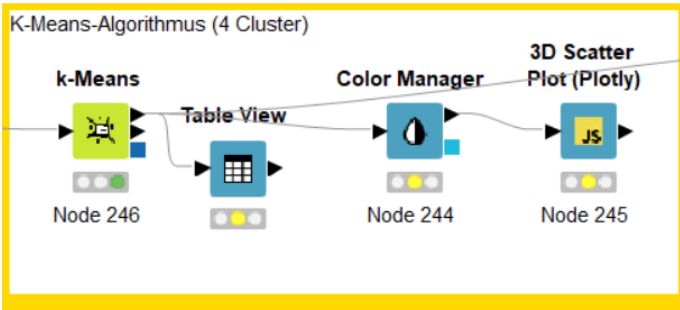 K-Means-Algorithmus (4 Cluster)
3D Scatter
Plot (Plotly)
k-Means
Color Manager
Table View
JS
Node 246
Node 244
Node 245